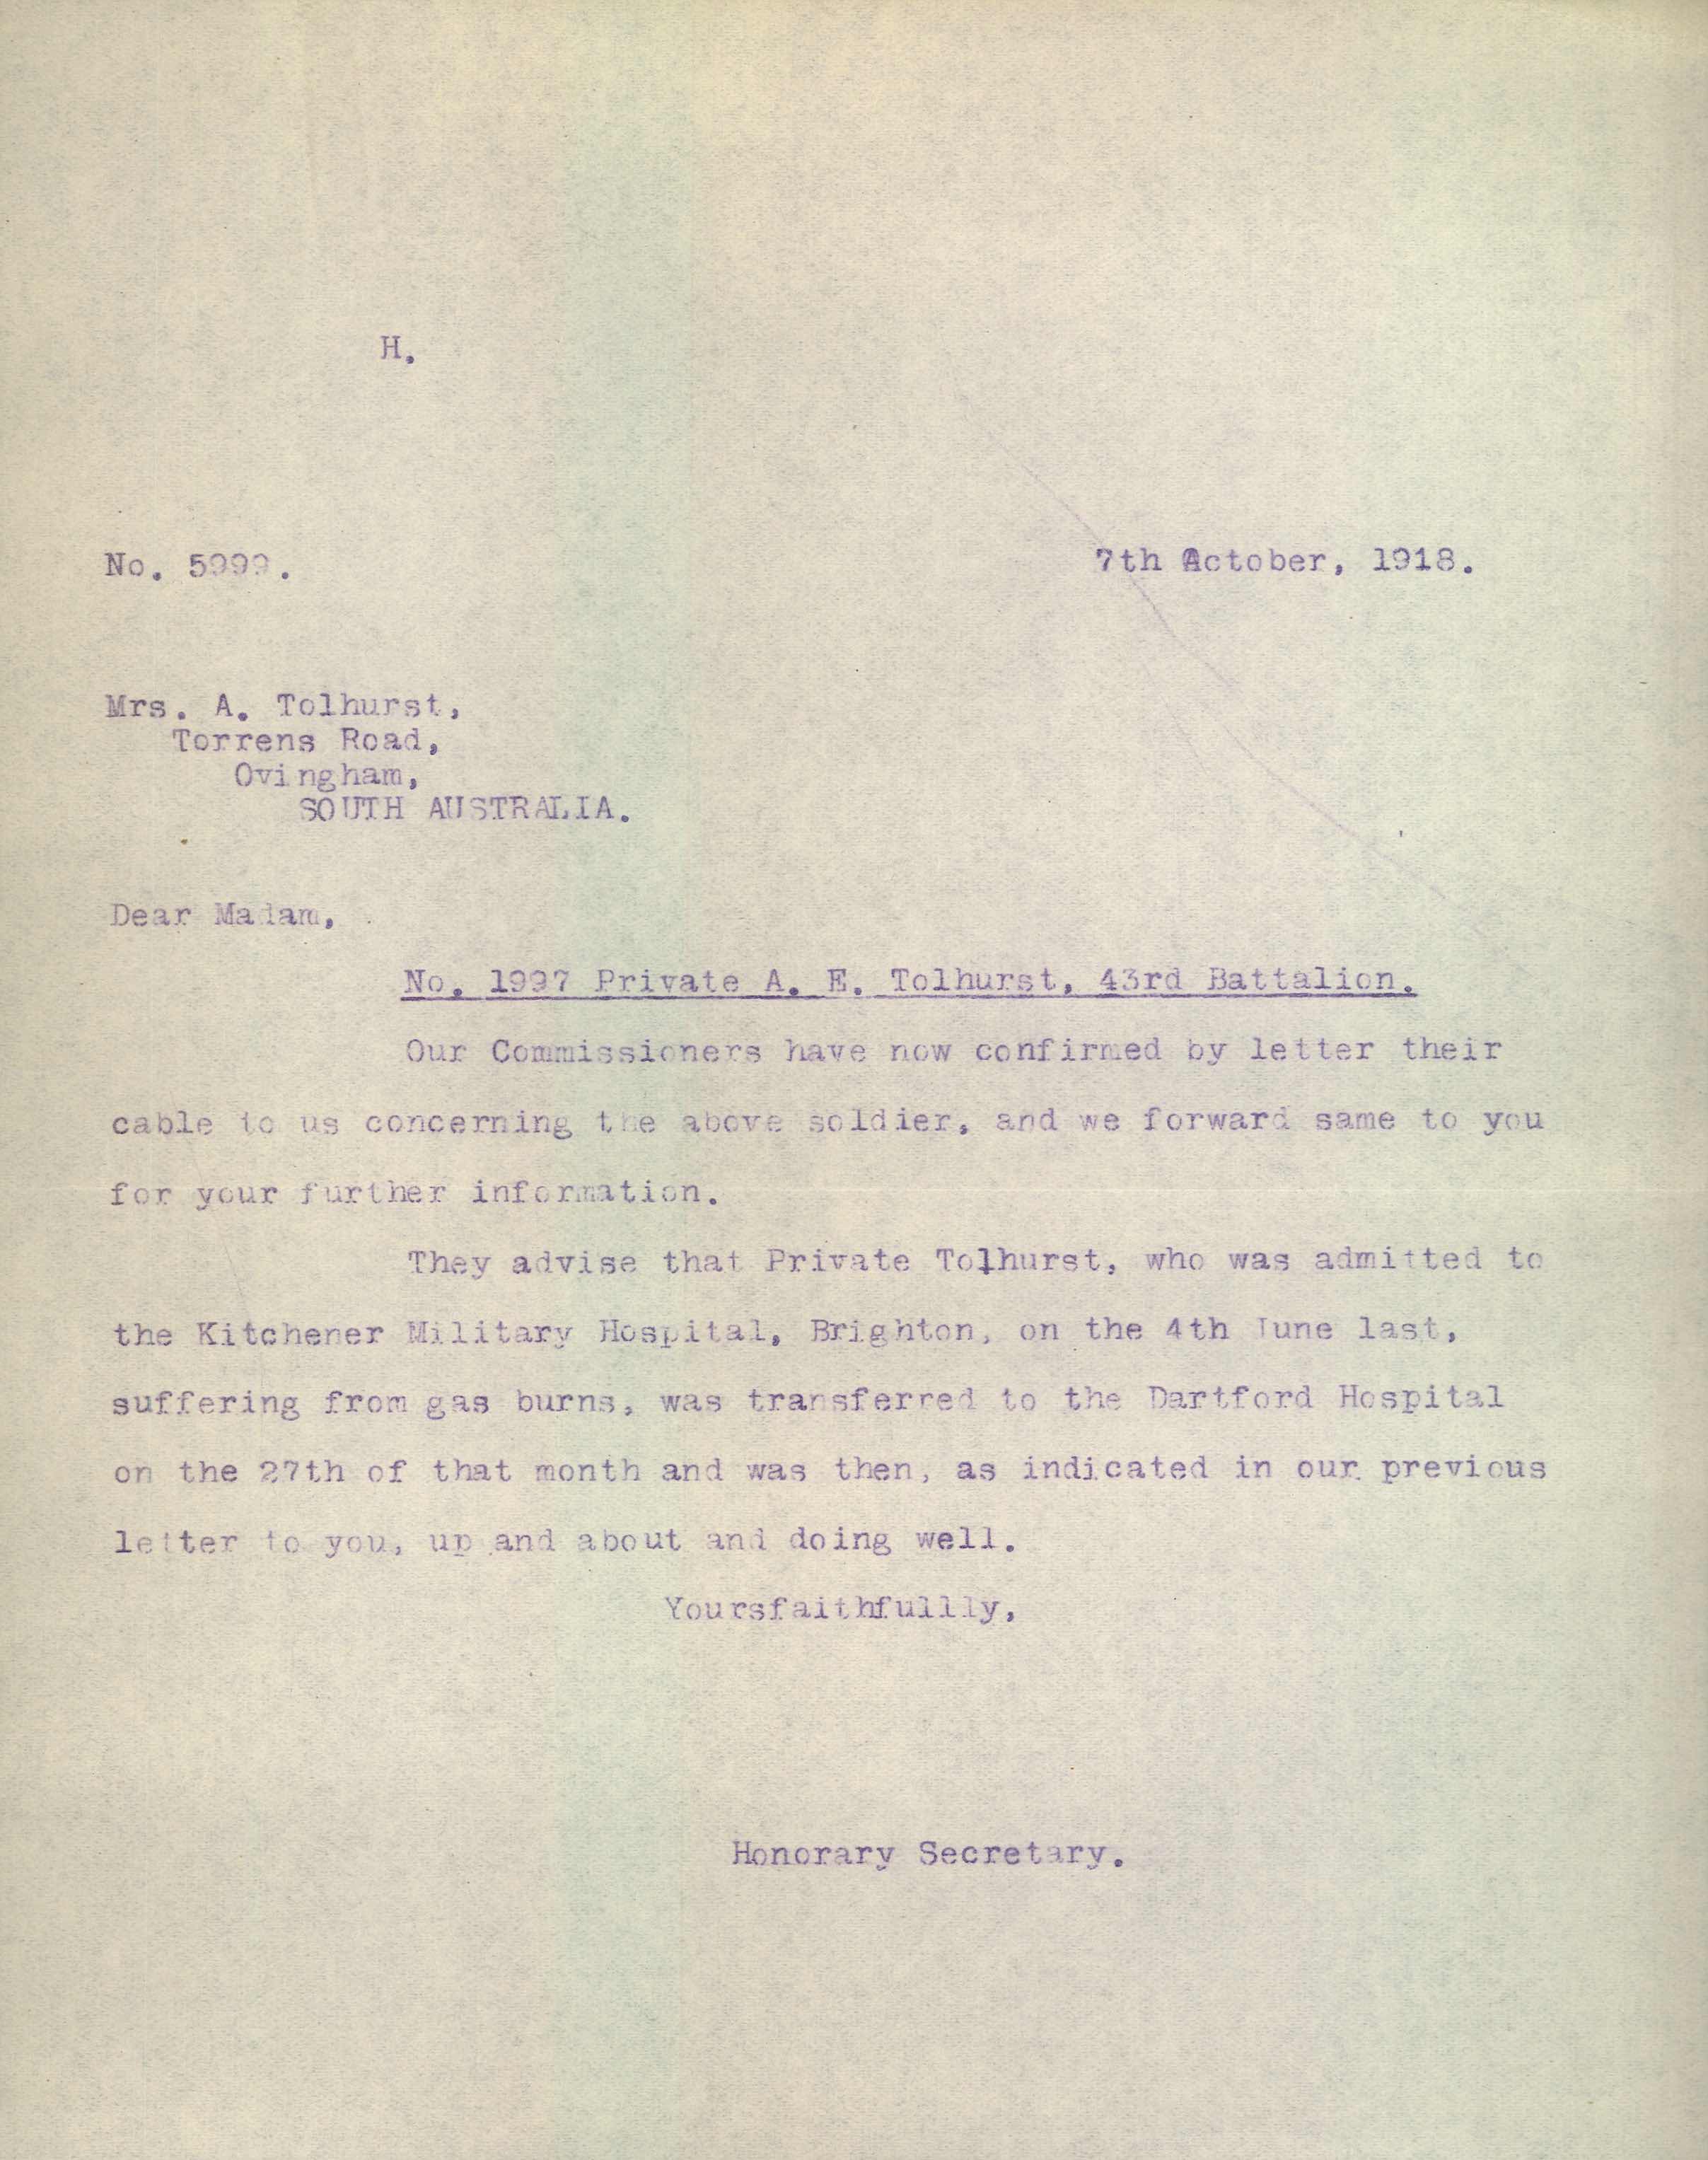 H.
No. 5999.
7th October, 1918.
Mrs. A. Tolhurst,
Torrens Road,
Ovingham,
SOUTH AUSTRALIA.
Dear Madam,
No. 1997 Private A. E. Tolhurst, 43rd Battalion.
Our Commissioners have now confirmed by letter their
cable to us concerning the above soldier, and we forward same to you
for your further information.
They advise that Private Tolhurst, who was admitted to
the Kitchener Military Hospital, Brighton, on the 4th June last,
suffering from gas burns, was transferred to the Dartford Hospital
on the 27th of that month and was then, as indicated in our previous
letter to you, up and about and doing well.
Yoursfaithfullly,
Honorary Secretary.